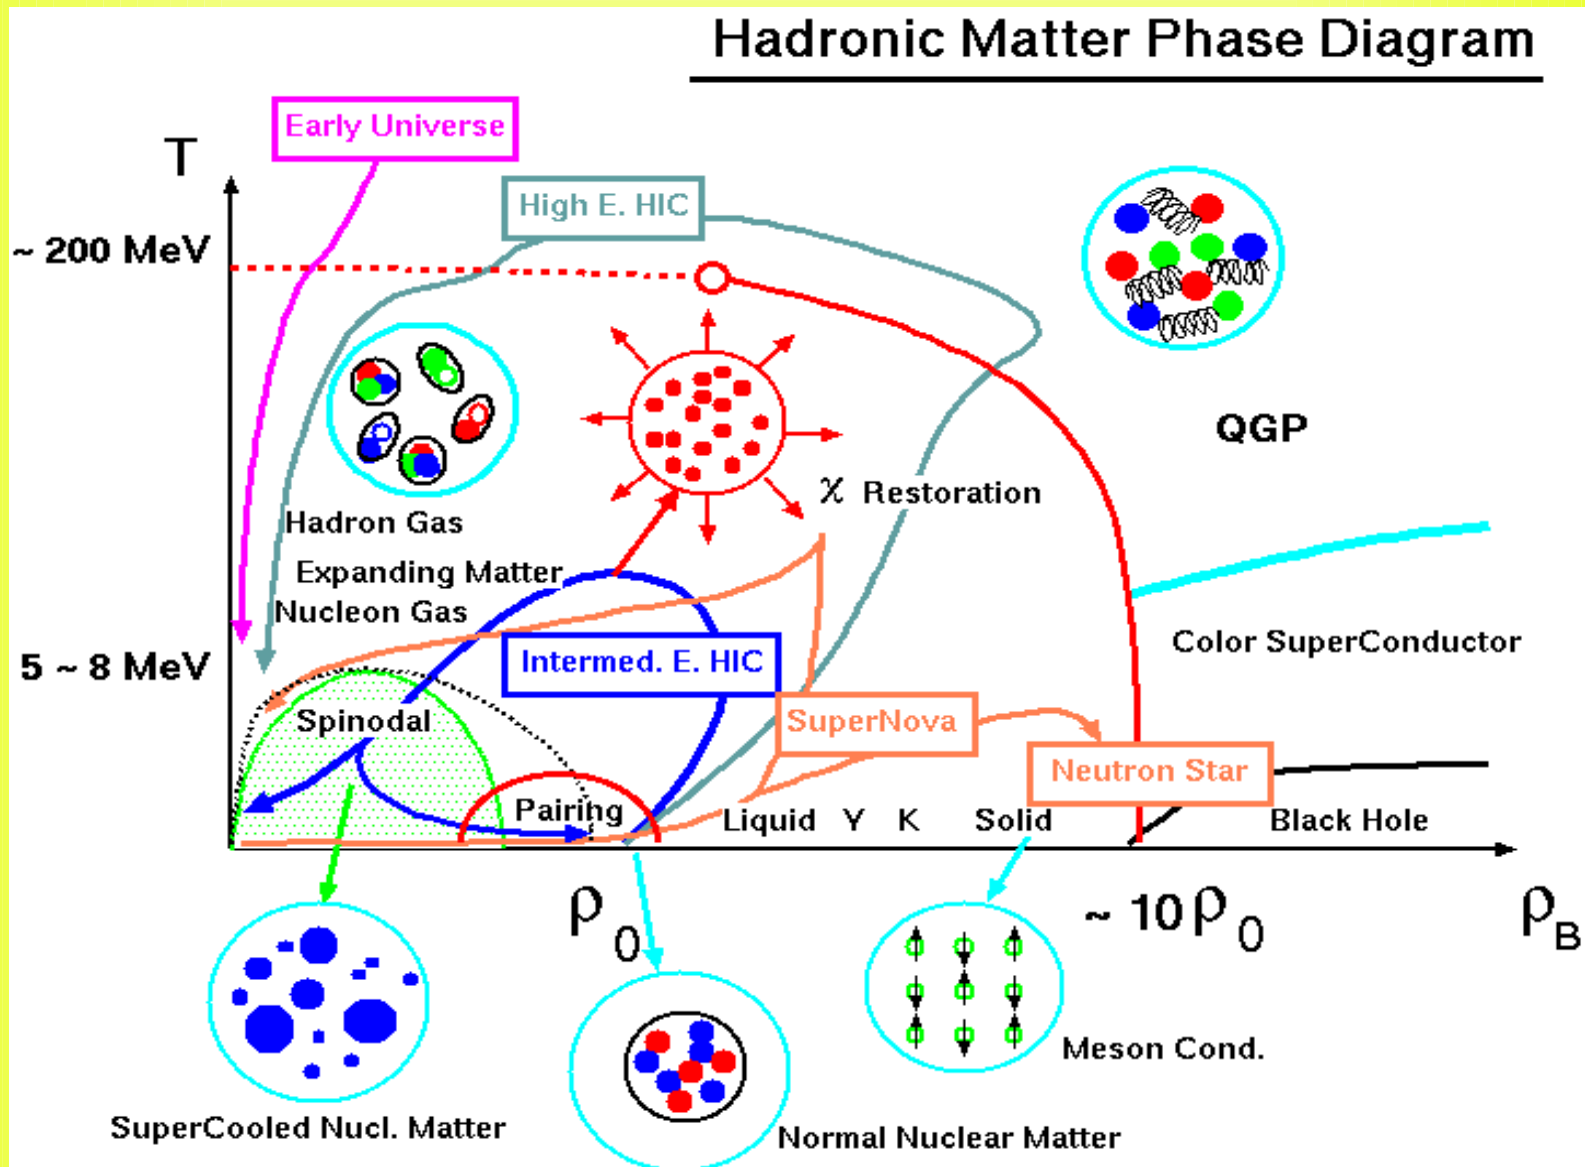 Hadronic Matter Phase Diagram
Early Universe
T
High E. HIC
~ 200 MeV
QGP
χ Restoration
Hadron Gas
Expanding Matter
Nucleon Gas
5 ~ 8 MeV
Intermed. E. HIC
Color SuperConductor
Spinodal
SuperNova
Neutron Star
Pairing
Liquid Y K Solid
Black Hole
ρ0
~ 10 ρ0
ρB
Meson Cond.
SuperCooled Nucl. Matter
Normal Nuclear Matter